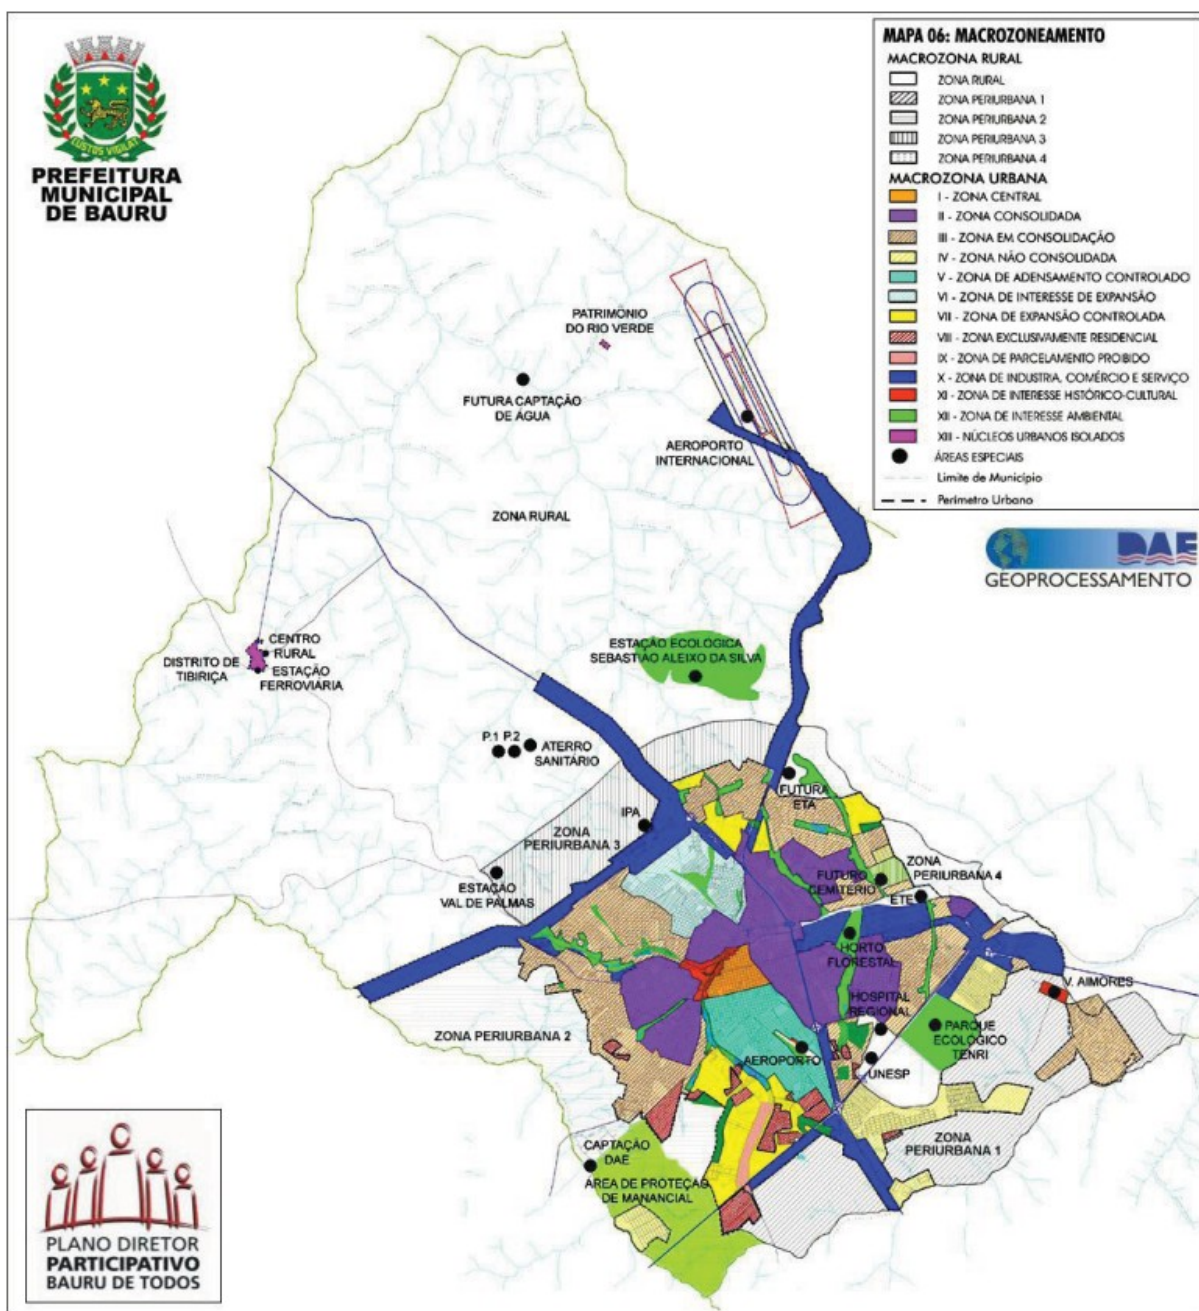 CUSTOS VIGILAT
PREFEITURA
MUNICIPAL
DE BAURU
MAPA 06: MACROZONEAMENTO
MACROZONA RURAL
ZONA RURAL
ZONA PERIURBANA 1
ZONA PERIURBANA 2
ZONA PERIURBANA 3
ZONA PERIURBANA 4
MACROZONA URBANA
I - ZONA CENTRAL
II - ZONA CONSOLIDADA
III - ZONA EM CONSOLIDAÇÃO
IV - ZONA NÃO CONSOLIDADA
V - ZONA DE ADENSAMENTO CONTROLADO
VI - ZONA DE INTERESSE DE EXPANSÃO
VII - ZONA DE EXPANSÃO CONTROLADA
VIII - ZONA EXCLUSIVAMENTE RESIDENCIAL
IX - ZONA DE PARCELAMENTO PROIBIDO
X - ZONA DE INDUSTRIA, COMÉRCIO E SERVIÇO
XI - ZONA DE INTERESSE HISTÓRICO-CULTURAL
XII - ZONA DE INTERESSE AMBIENTAL
XIII - NÚCLEOS URBANOS ISOLADOS
ÁREAS ESPECIAIS
Limite de Município
Perímetro Urbano
DAE
GEOPROCESSAMENTO
PATRIMÔNIO
DO RIO VERDE
FUTURA CAPTAÇÃO
DE ÁGUA
AEROPORTO
INTERNACIONAL
ZONA RURAL
CENTRO
RURAL
DISTRITO DE
TIBIRIÇA
ESTAÇÃO
FERROVIÁRIA
ESTAÇÃO ECOLOGICA
SEBASTIÃO ALEIXO DA SILVA
P.1 P.2
ATERRO
SANITÁRIO
FUTURA
ETA
IPA
ZONA
PERIURBANA 3
ESTAÇÃO
VAL DE PALMAS
FUTURO
CEMITERIO
ZONA
PERIURBANA 4
ETE
HORTO
FLORESTAL
HOSPITAL
REGIONAL
V. AIMORES
ZONA PERIURBANA 2
AEROPORTO
UNESP
PARQUE
ECOLOGICO
TENRI
ZONA
PERIURBANA 1
CAPTAÇÃO
DAE
AREA DE PROTEÇÃO
DE MANANCIAL
PLANO DIRETOR
PARTICIPATIVO
BAURU DE TODOS